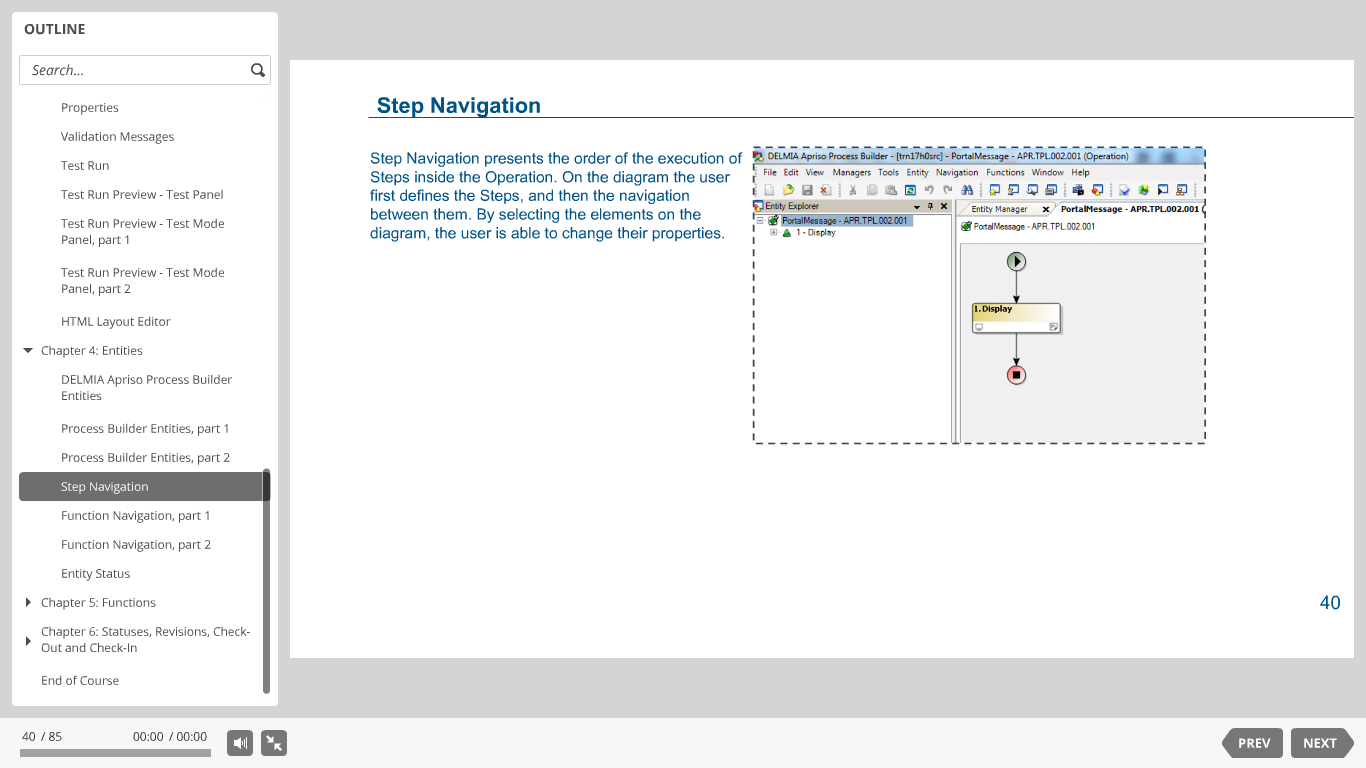 OUTLINE
Search...
Properties
Validation Messages
Test Run
Test Run Preview - Test Panel
Test Run Preview - Test Mode
Panel, part 1
Test Run Preview - Test Mode
Panel, part 2
HTML Layout Editor
Chapter 4: Entities
DELMIA Apriso Process Builder
Entities
Process Builder Entities, part 1
Process Builder Entities, part 2
Step Navigation
Function Navigation, part 1
Function Navigation, part 2
Entity Status
Chapter 5: Functions
Chapter 6: Statuses, Revisions, Check-
Out and Check-In
End of Course
Step Navigation
Step Navigation presents the order of the execution of
Steps inside the Operation. On the diagram the user
first defines the Steps, and then the navigation
between them. By selecting the elements on the
diagram, the user is able to change their properties.
DELMIA Apriso Process Builder - [trn17h0src] - PortalMessage - APR.TPL.002.001 (Operation)
File Edit View Managers Tools Entity Navigation Functions Window Help
Entity Explorer
PortalMessage - APR.TPL.002.001
1 - Display
Entity Manager
PortalMessage - APR.TPL.002.001 (
PortalMessage - APR.TPL.002.001
1.Display
40
40 / 85
00:00 / 00:00
PREV
NEXT